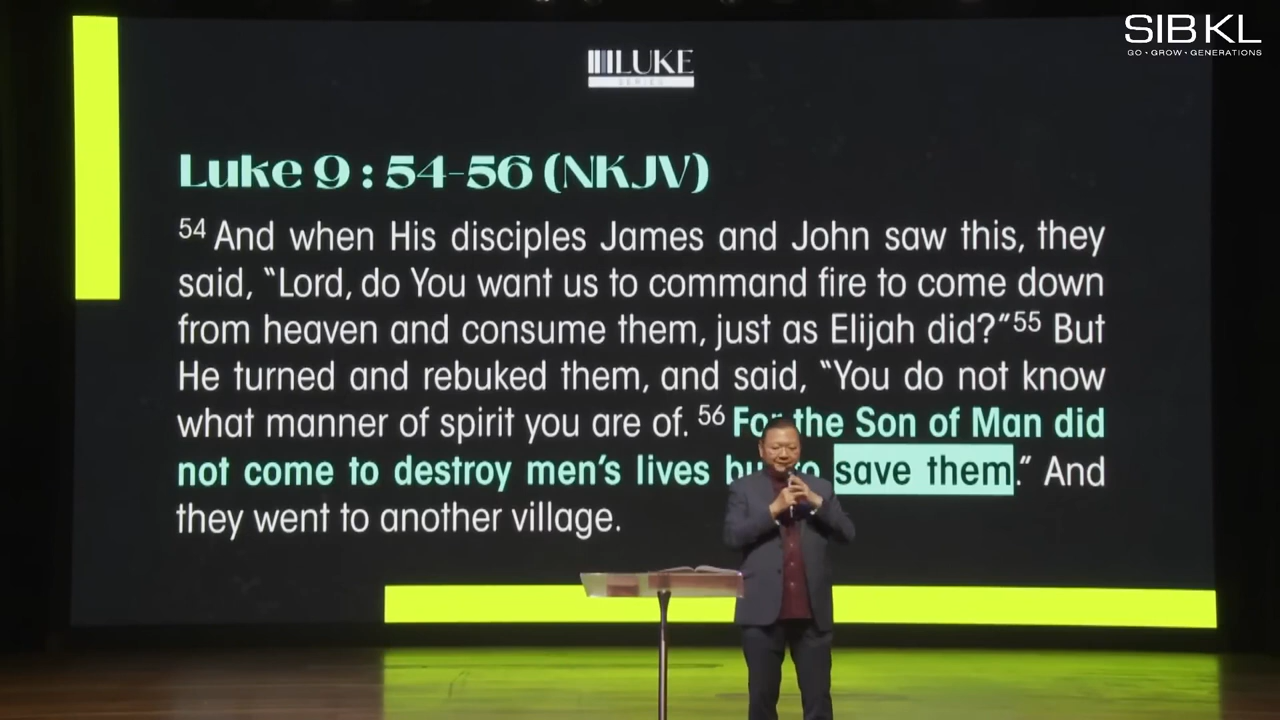 SIBKL
GO • GROW • GENERATIONS
LUKE
SERIES
Luke 9 : 54-56 (NKJV)
54 And when His disciples James and John saw this, they
said, “Lord, do You want us to command fire to come down
from heaven and consume them, just as Elijah did?”55 But
He turned and rebuked them, and said, “You do not know
what manner of spirit you are of. 56 For the Son of Man did
not come to destroy men’s lives but to save them.” And
they went to another village.